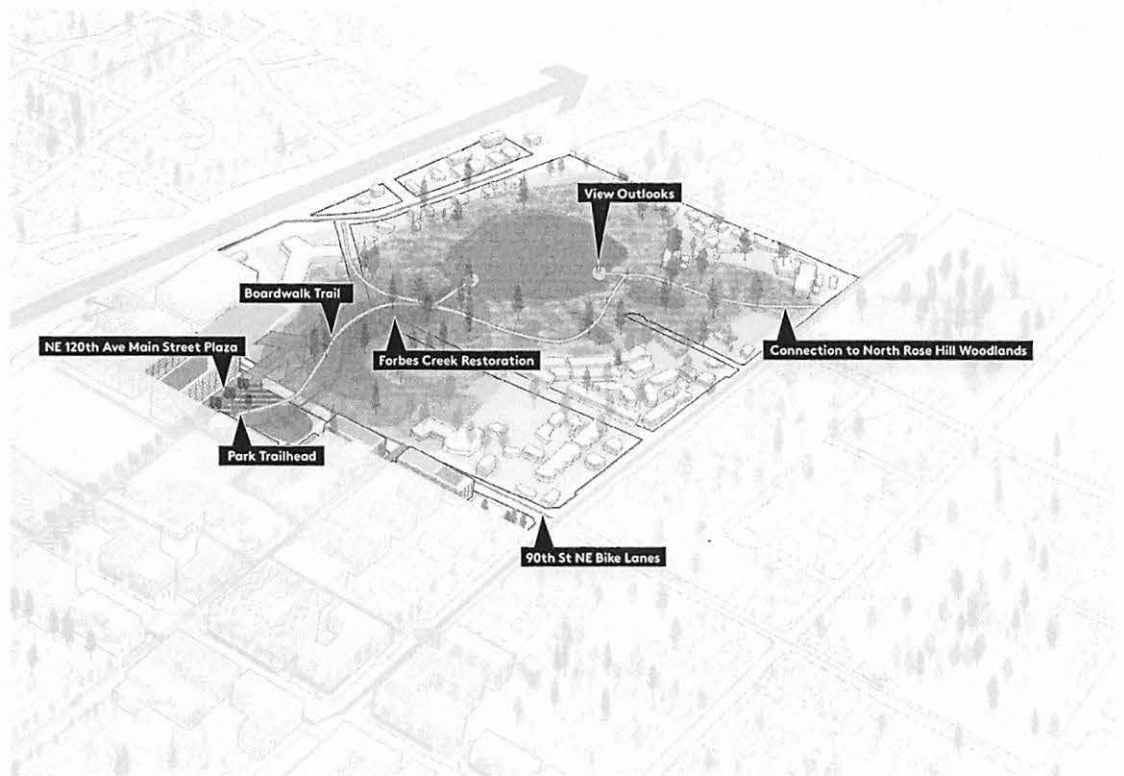 View Outlooks
Boardwalk Trail
NE 120th Ave Main Street Plaza
Forbes Creek Restoration
Connection to North Rose Hill Woodlands
Park Trailhead
90th St NE Bike Lanes